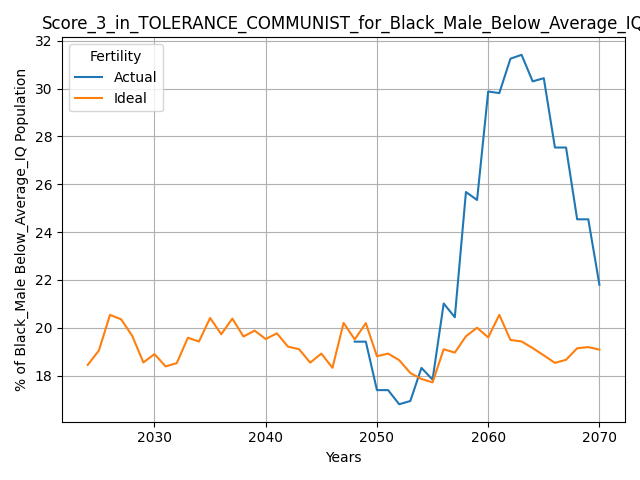 Score_3_in_TOLERANCE_COMMUNIST_for_Black_Male_Below_Average_IQ
Fertility
Actual
Ideal
% of Black_Male Below_Average_IQ Population
32
30
28
26
24
22
20
18
2030
2040
2050
2060
2070
Years